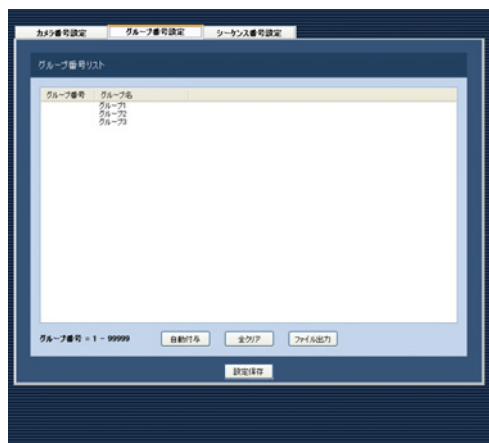 カメラ番号設定 グループ番号設定 シーケンス番号設定
グループ番号リスト
グループ番号 グループ名
グループ1
グループ2
グループ3
グループ番号 = 1 - 99999 自動付与 全クリア ファイル出力
設定保存